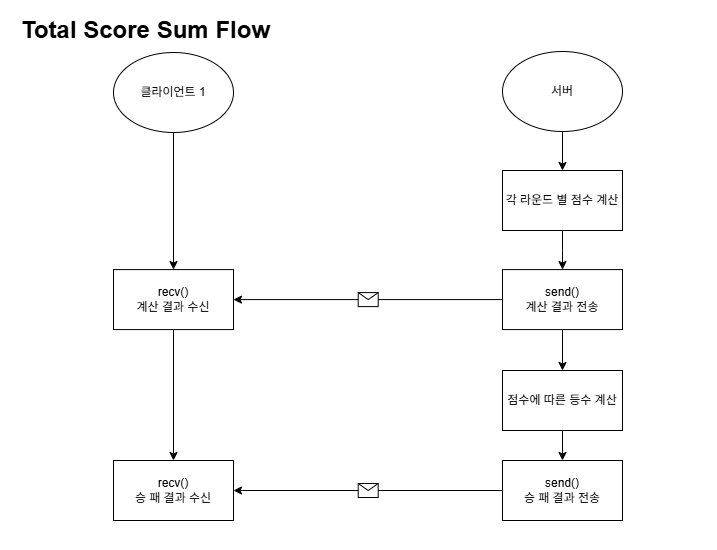 Total Score Sum Flow
클라이언트 1
서버
각 라운드 별 점수 계산
recv()
계산 결과 수신
send()
계산 결과 전송
점수에 따른 등수 계산
recv()
승 패 결과 수신
send()
승 패 결과 전송